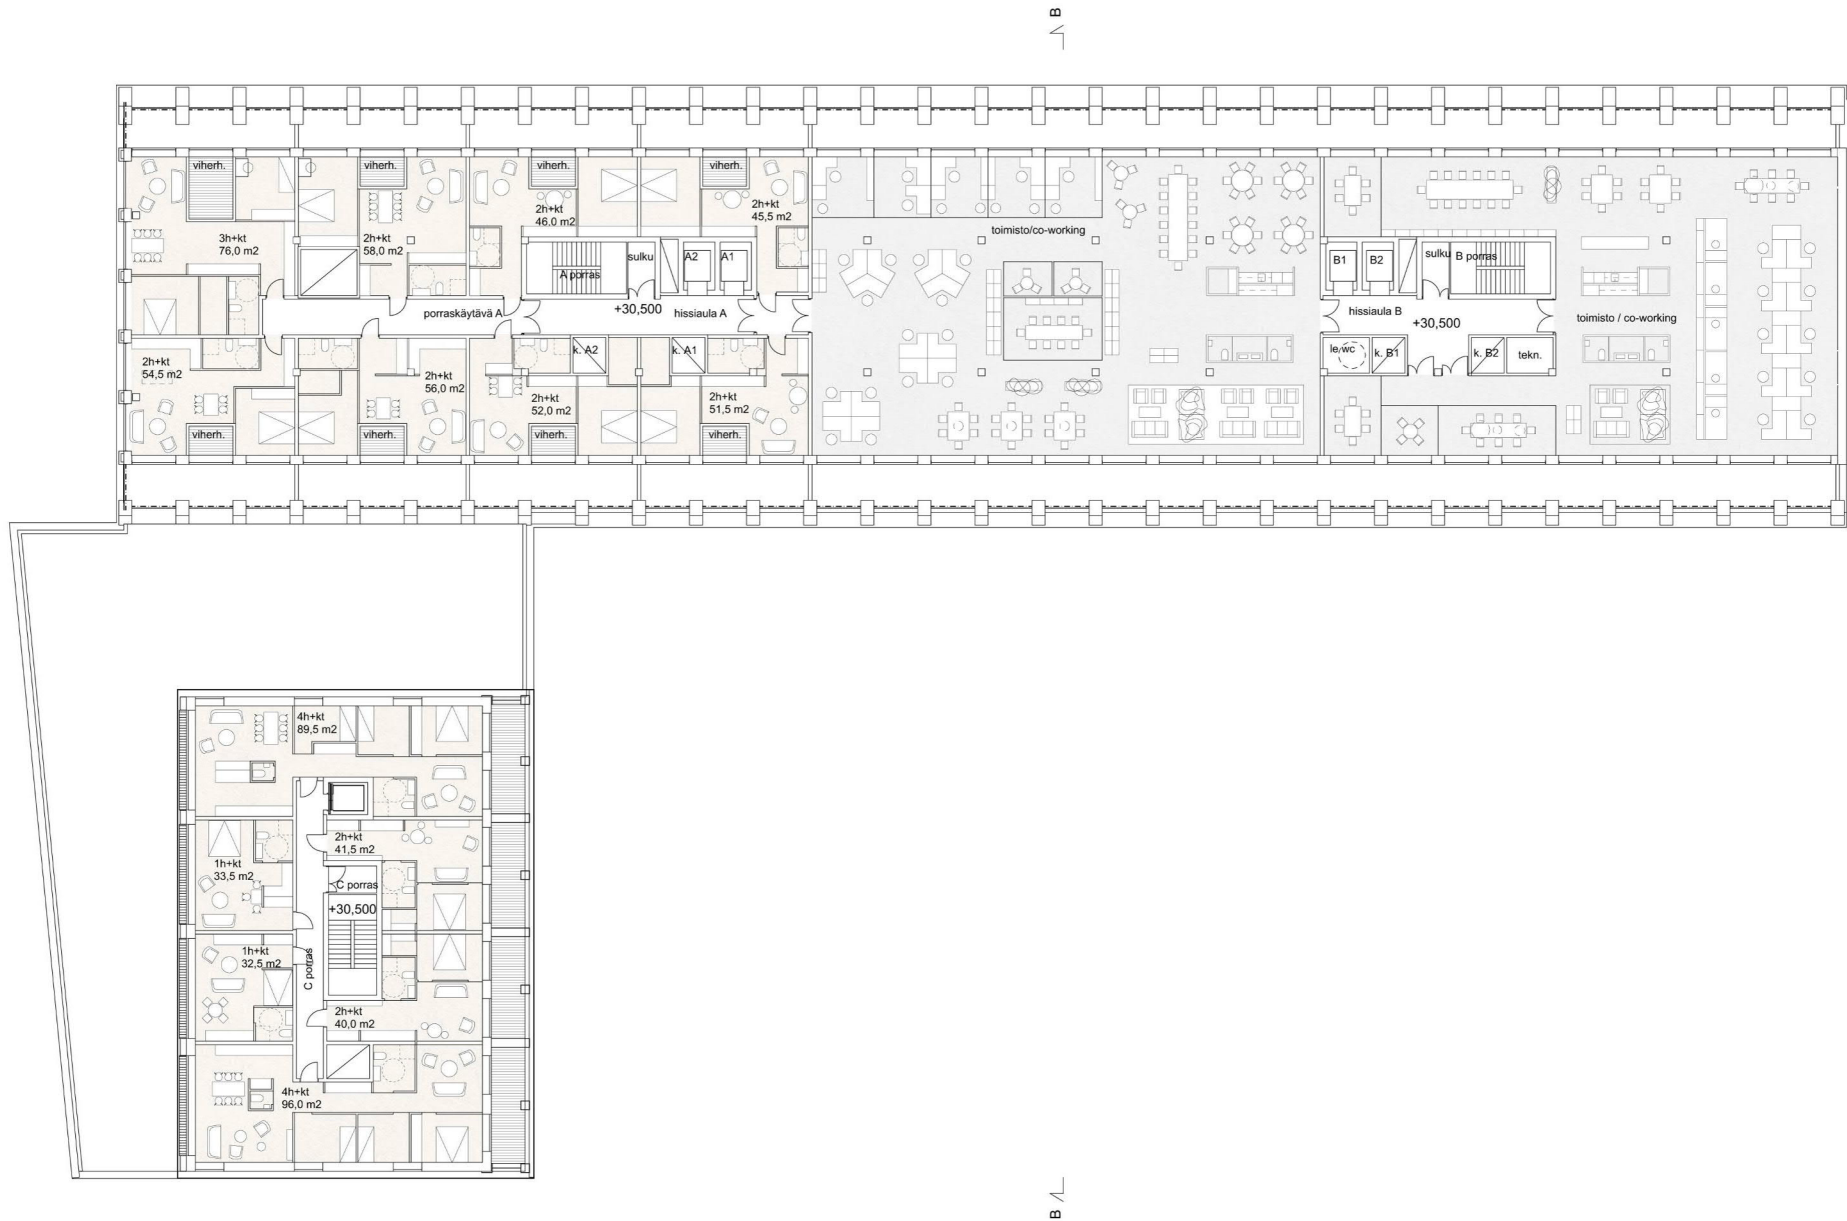 B
viherh.
viherh.
viherh.
viherh.
3h+kt
76,0 m2
2h+kt
58,0 m2
2h+kt
46.0 m2
2h+kt
45,5 m2
A porras
sulku
A2
A1
porraskäytävä A
+30,500
hissiaula A
2h+kt
54,5 m2
2h+kt
56,0 m2
2h+kt
52,0 m2
2h+kt
51,5 m2
k. A2
k. A1
viherh.
viherh.
viherh.
viherh.
toimisto/co-working
B1
B2
sulku
B porras
hissiaula B
+30,500
le/wc
k. B1
k. B2
tekn.
toimisto / co-working
4h+kt
89,5 m2
2h+kt
41,5 m2
1h+kt
33,5 m2
C porras
+30,500
1h+kt
32,5 m2
C porras
2h+kt
40,0 m2
4h+kt
96,0 m2
B